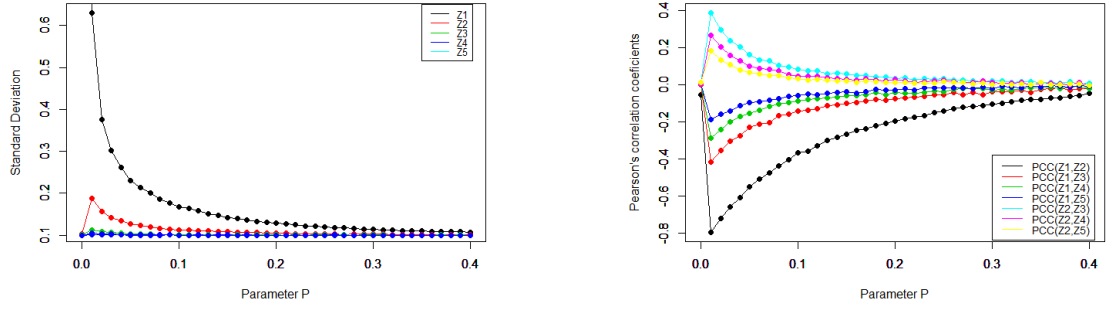 Standard Deviation
0.6
0.5
0.4
0.3
0.2
0.1
Z1
Z2
Z3
Z4
Z5
0.0 0.1 0.2 0.3 0.4
Parameter P
Pearson's correlation coeficients
0.4
0.2
0.0
-0.2
-0.4
-0.6
-0.8
PCC(Z1,Z2)
PCC(Z1,Z3)
PCC(Z1,Z4)
PCC(Z1,Z5)
PCC(Z2,Z3)
PCC(Z2,Z4)
PCC(Z2,Z5)
0.0 0.1 0.2 0.3 0.4
Parameter P